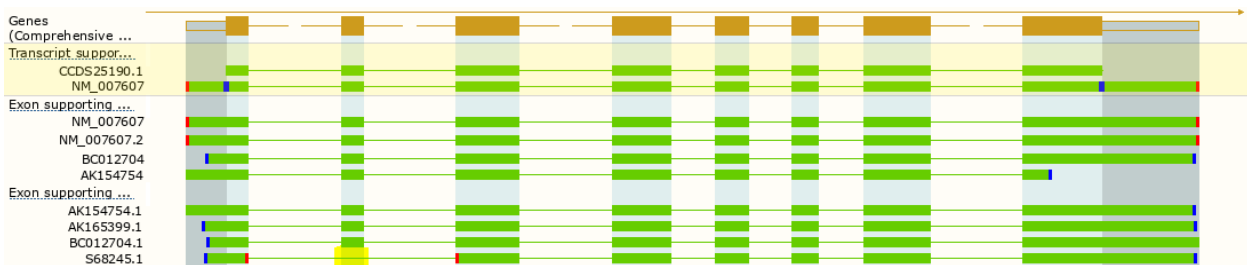 Genes
(Comprehensive ...
Transcript suppor...
CCDS25190.1
NM_007607
Exon supporting ...
NM_007607
NM_007607.2
BC012704
AK154754
Exon supporting ...
AK154754.1
AK165399.1
BC012704.1
S68245.1